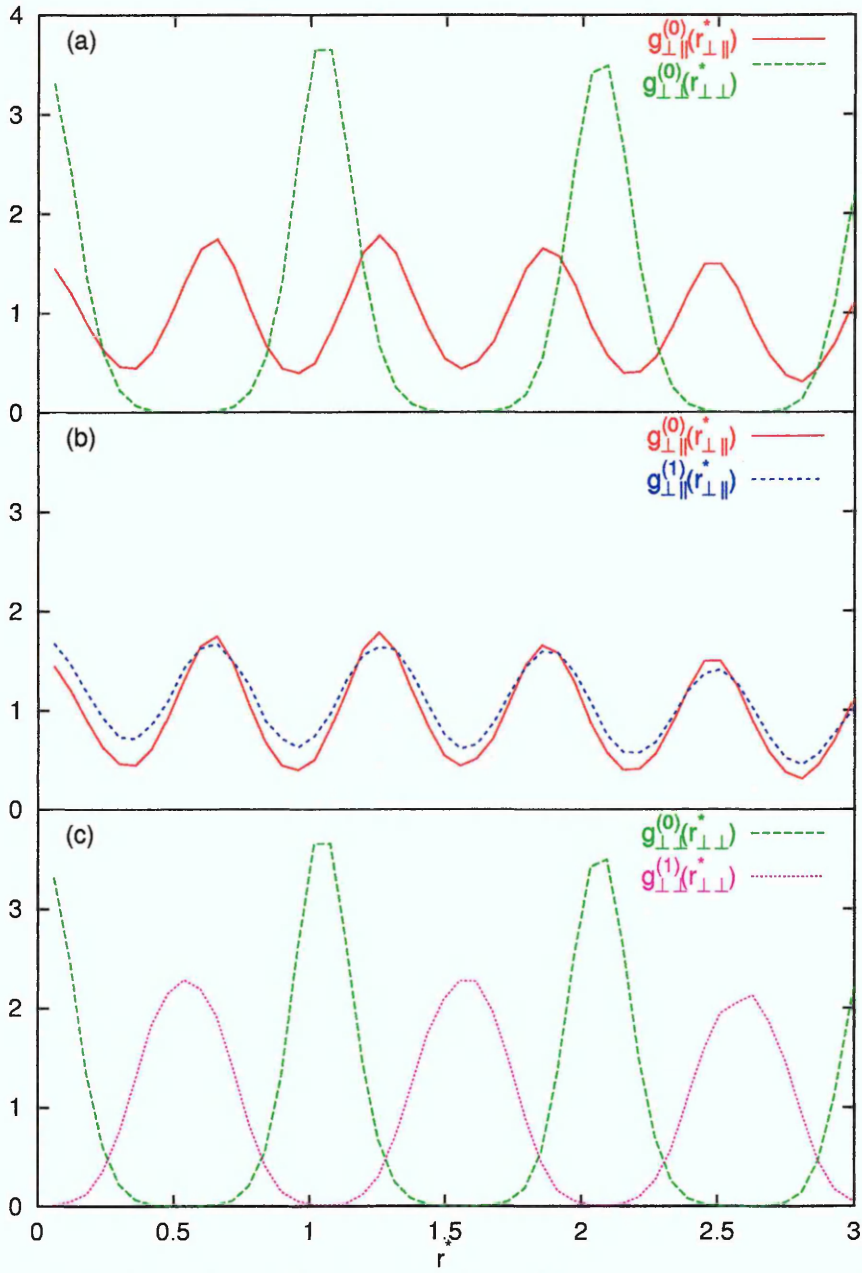 4
(a)
g⊥∥(0)(r*⊥∥)
g⊥⊥(0)(r*⊥⊥)
3
2
1
0
(b)
g⊥∥(0)(r*⊥∥)
g⊥∥(1)(r*⊥∥)
3
2
1
0
(c)
g⊥⊥(0)(r*⊥⊥)
g⊥⊥(1)(r*⊥⊥)
3
2
1
0
0 0.5 1 1.5 2 2.5 3
r*